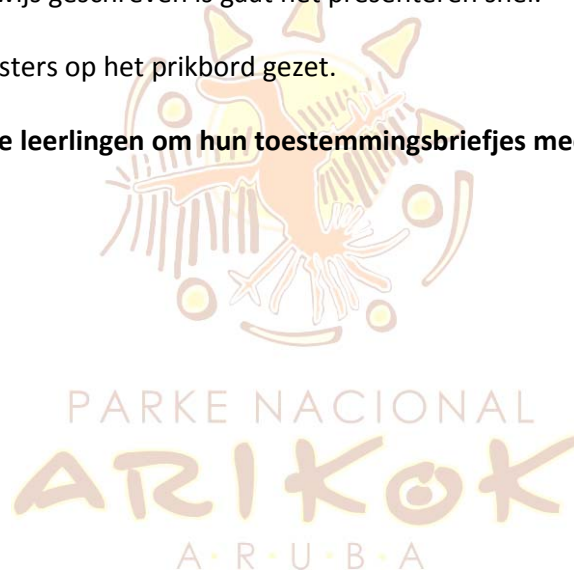 wijs geschreven is gaat het presenteren snel.
sters op het prikbord gezet.
e leerlingen om hun toestemmingsbriefjes mee
PARKE NACIONAL
ARIKOK
A·R·U·B·A